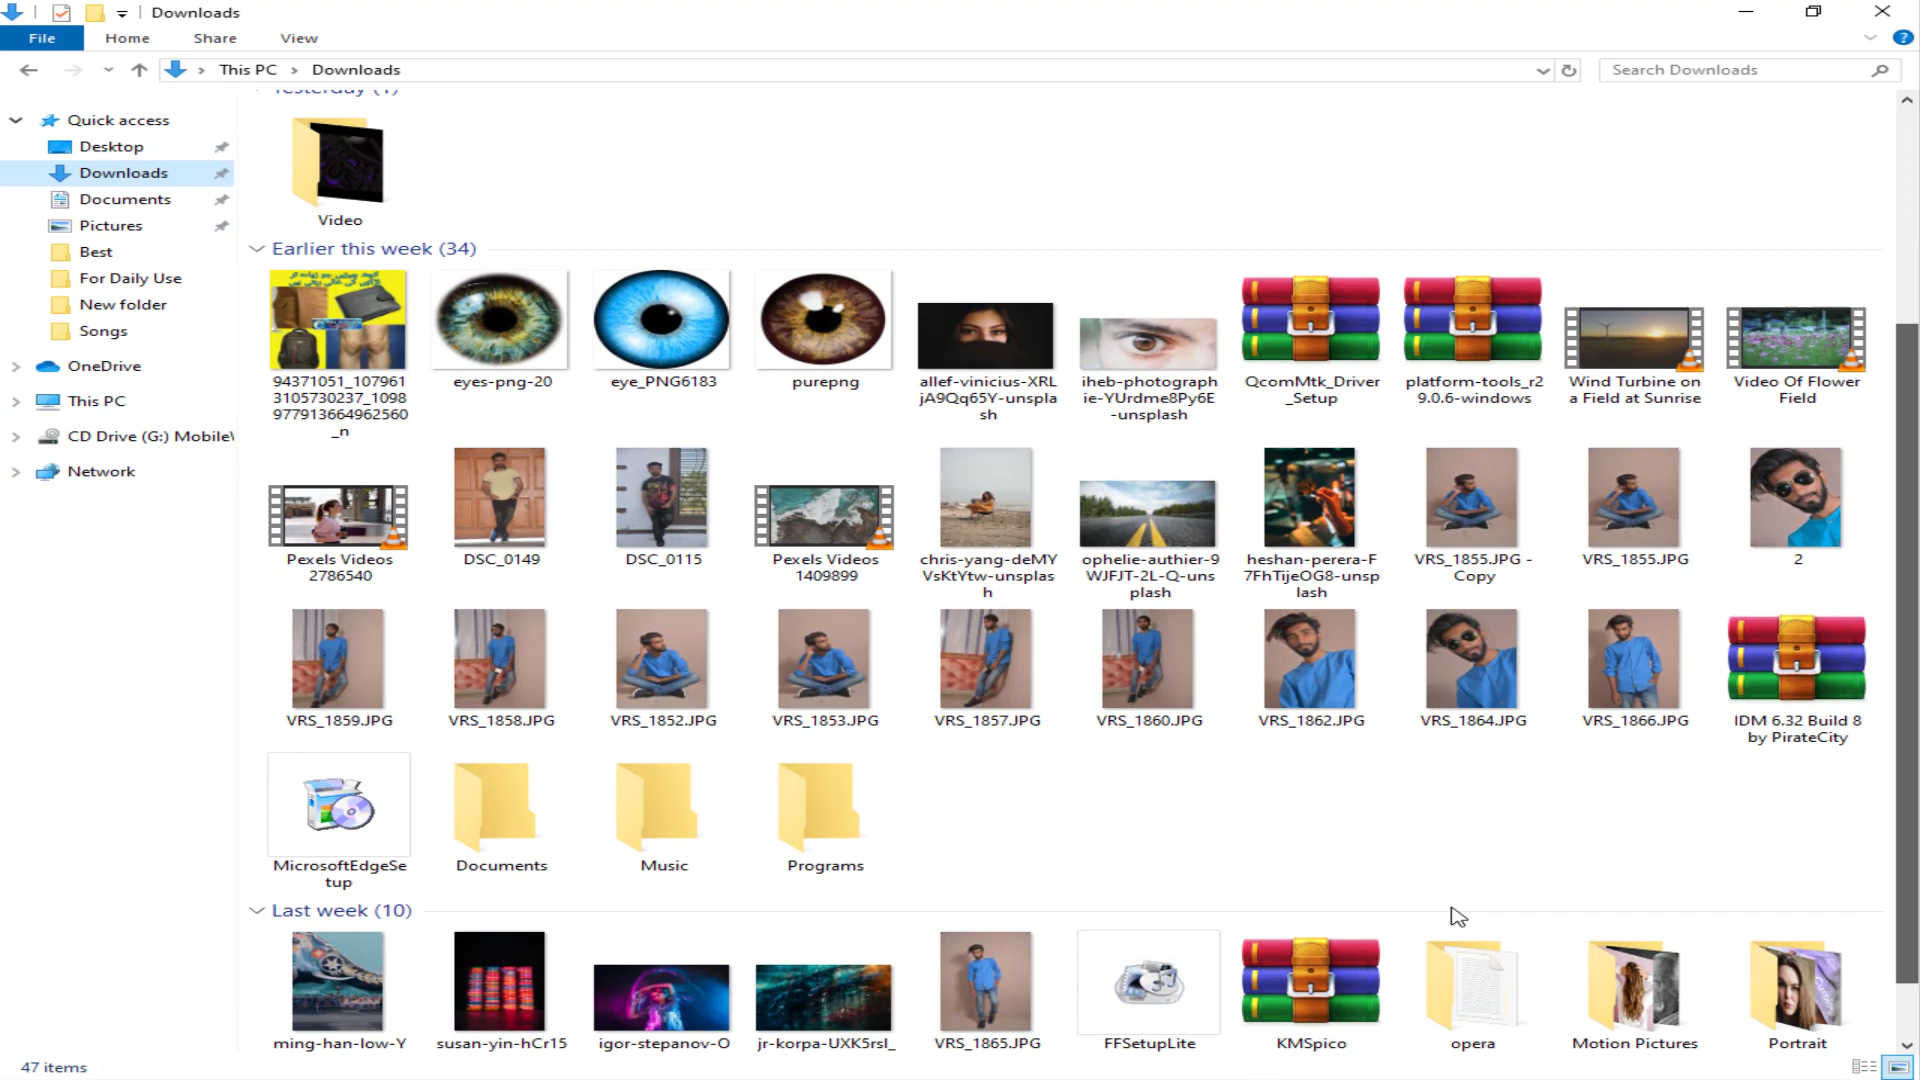 Downloads
File Home Share View
This PC Downloads
Search Downloads
Yesterday (1)
Quick access
Desktop
Downloads
Documents
Pictures
Best
For Daily Use
New folder
Songs
OneDrive
This PC
CD Drive (G:) Mobile
Network
Video
Earlier this week (34)
94371051_107961
3105730237_1098
977913664962560
_n
eyes-png-20
eye_PNG6183
purepng
allef-vinicius-XRL
jA9Qq65Y-unspla
sh
iheb-photograph
ie-YUrdme8Py6E
-unsplash
QcomMtk_Driver
_Setup
platform-tools_r2
9.0.6-windows
Wind Turbine on
a Field at Sunrise
Video Of Flower
Field
Pexels Videos
2786540
DSC_0149
DSC_0115
Pexels Videos
1409899
chris-yang-deMY
VsKtYtw-unsplas
h
ophelie-authier-9
WJFJT-2L-Q-uns
plash
heshan-perera-F
7FhTijeOG8-unsp
lash
VRS_1855.JPG -
Copy
VRS_1855.JPG
2
VRS_1859.JPG
VRS_1858.JPG
VRS_1852.JPG
VRS_1853.JPG
VRS_1857.JPG
VRS_1860.JPG
VRS_1862.JPG
VRS_1864.JPG
VRS_1866.JPG
IDM 6.32 Build 8
by PirateCity
MicrosoftEdgeSe
tup
Documents
Music
Programs
Last week (10)
ming-han-low-Y
susan-yin-hCr15
igor-stepanov-O
jr-korpa-UXK5rsI_
VRS_1865.JPG
FFSetupLite
KMSpico
opera
Motion Pictures
Portrait
47 items